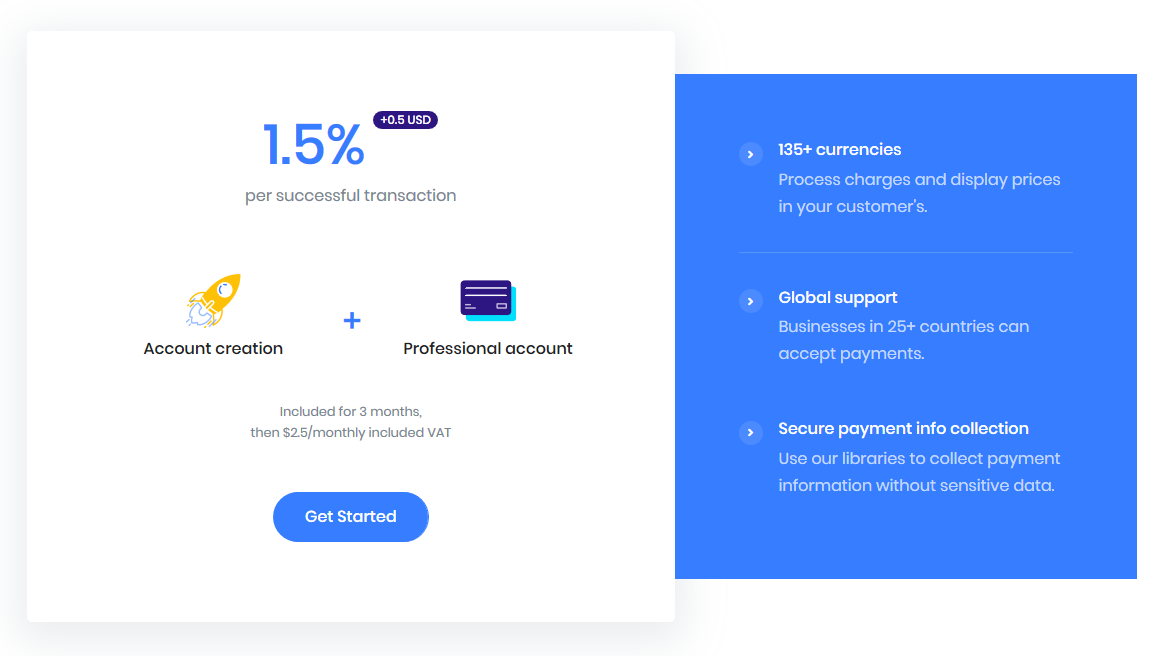 1.5%
+0.5 USD
per successful transaction
+
Account creation
Professional account
Included for 3 months,
then $2.5/monthly included VAT
Get Started
135+ currencies
Process charges and display prices
in your customer's.
Global support
Businesses in 25+ countries can
accept payments.
Secure payment info collection
Use our libraries to collect payment
information without sensitive data.